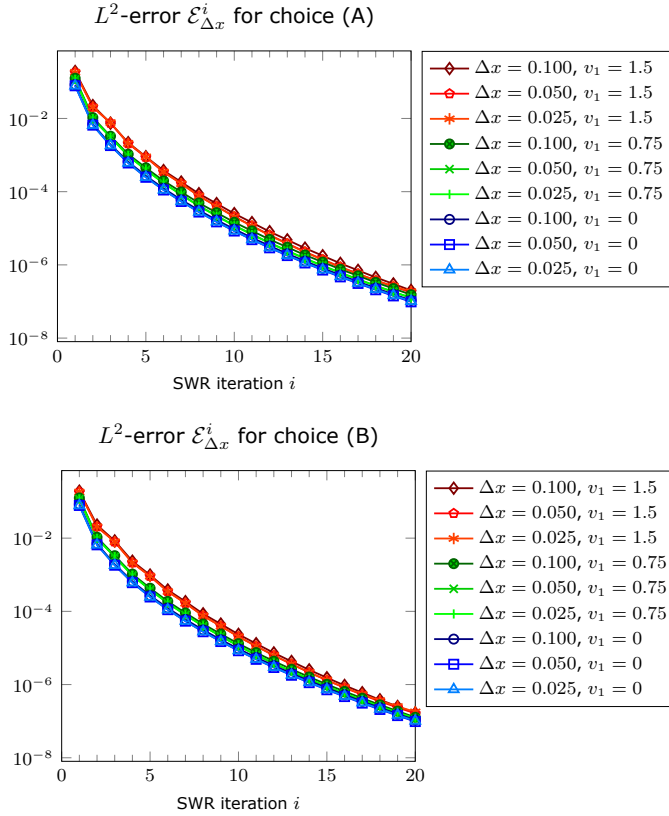 L²-error ℰ^i_{Δx} for choice (A)
10⁻²
10⁻⁴
10⁻⁶
10⁻⁸
0 5 10 15 20
SWR iteration i
Δx = 0.100, v₁ = 1.5
Δx = 0.050, v₁ = 1.5
Δx = 0.025, v₁ = 1.5
Δx = 0.100, v₁ = 0.75
Δx = 0.050, v₁ = 0.75
Δx = 0.025, v₁ = 0.75
Δx = 0.100, v₁ = 0
Δx = 0.050, v₁ = 0
Δx = 0.025, v₁ = 0
L²-error ℰ^i_{Δx} for choice (B)
10⁻²
10⁻⁴
10⁻⁶
10⁻⁸
0 5 10 15 20
SWR iteration i
Δx = 0.100, v₁ = 1.5
Δx = 0.050, v₁ = 1.5
Δx = 0.025, v₁ = 1.5
Δx = 0.100, v₁ = 0.75
Δx = 0.050, v₁ = 0.75
Δx = 0.025, v₁ = 0.75
Δx = 0.100, v₁ = 0
Δx = 0.050, v₁ = 0
Δx = 0.025, v₁ = 0